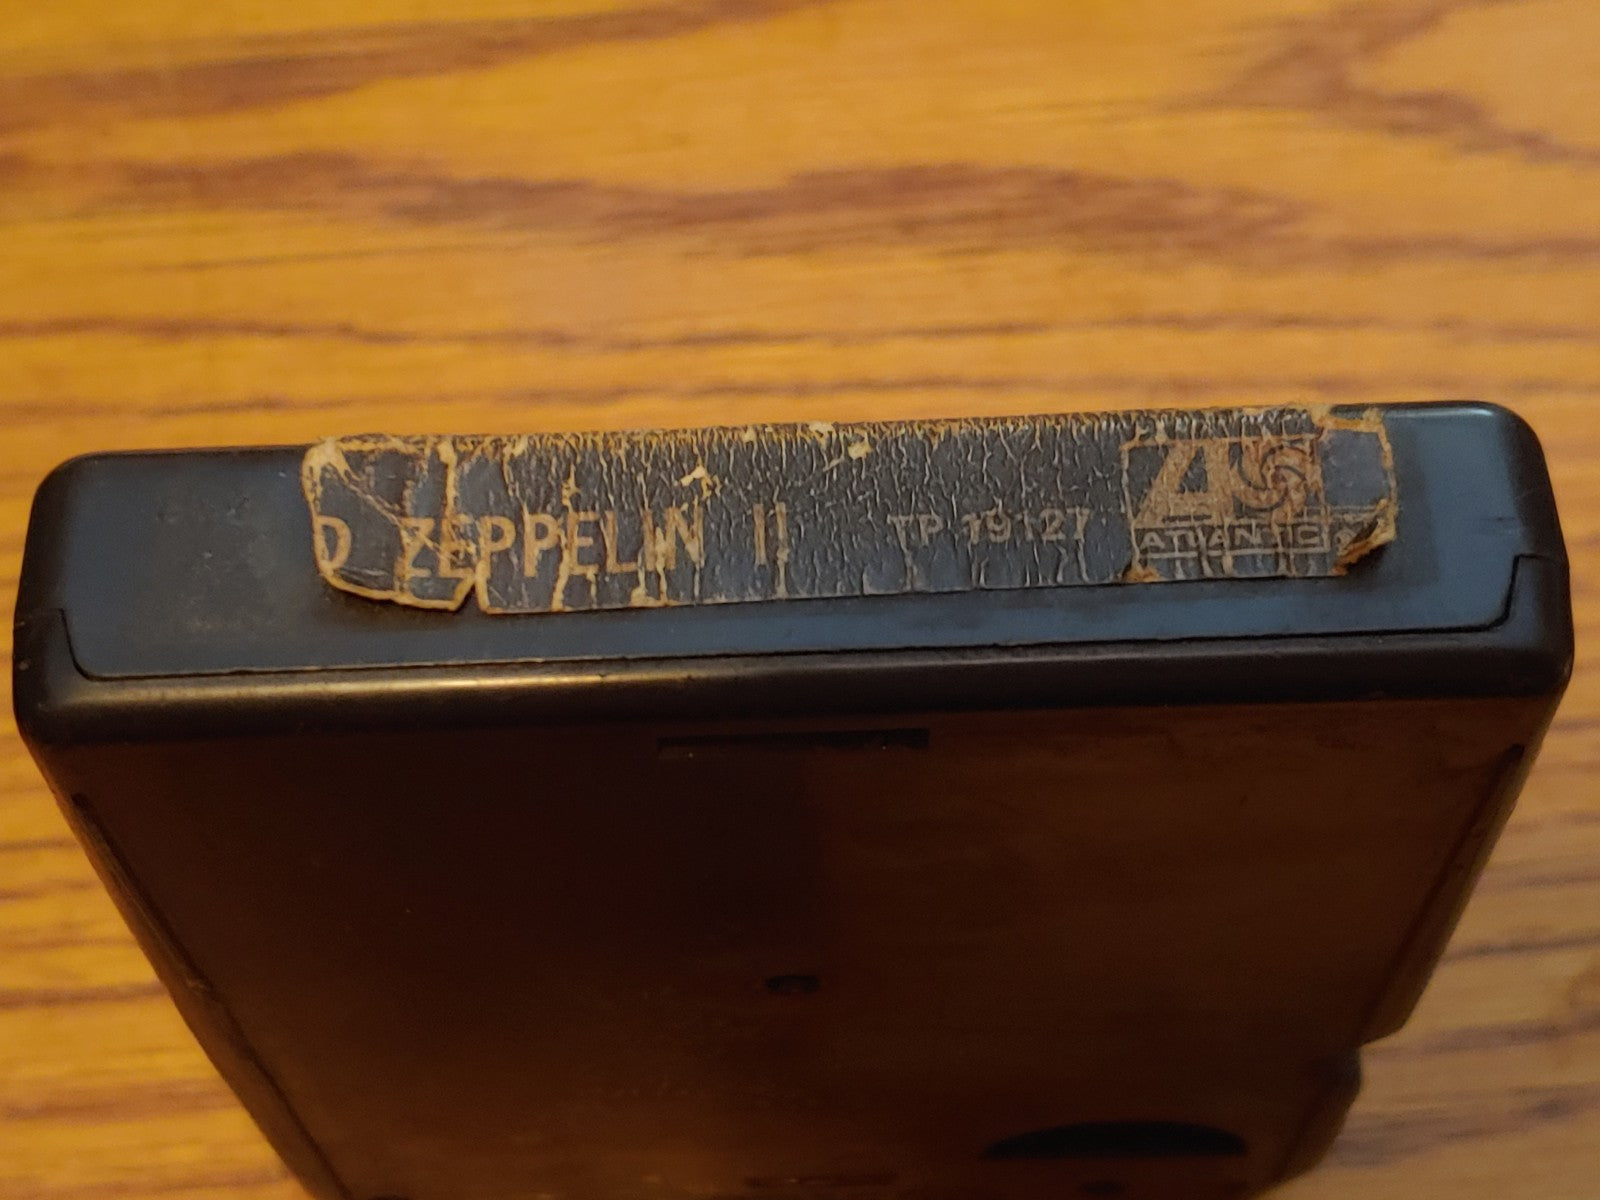 D ZEPPELIN II TP 19127
ATLANTIC